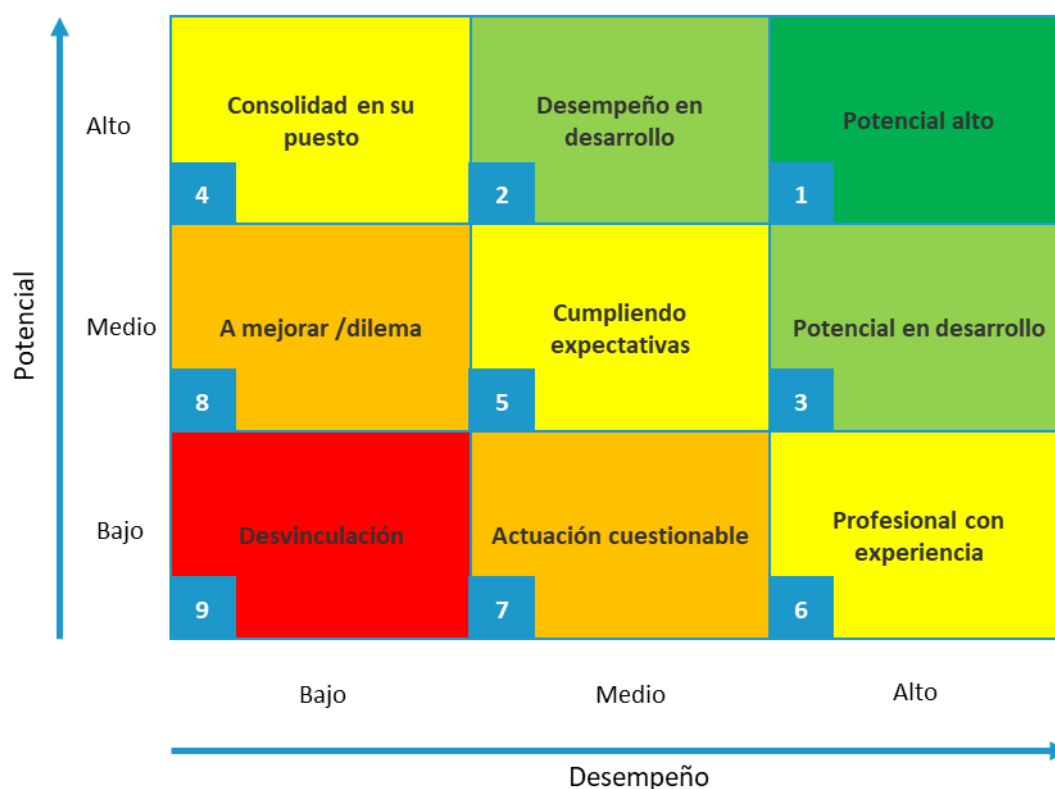 Potencial
Alto
Consolidad en su
puesto
4
Desempeño en
desarrollo
2
Potencial alto
1
Medio
A mejorar /dilema
8
Cumpliendo
expectativas
5
Potencial en desarrollo
3
Bajo
Desvinculación
9
Actuación cuestionable
7
Profesional con
experiencia
6
Bajo
Medio
Alto
Desempeño